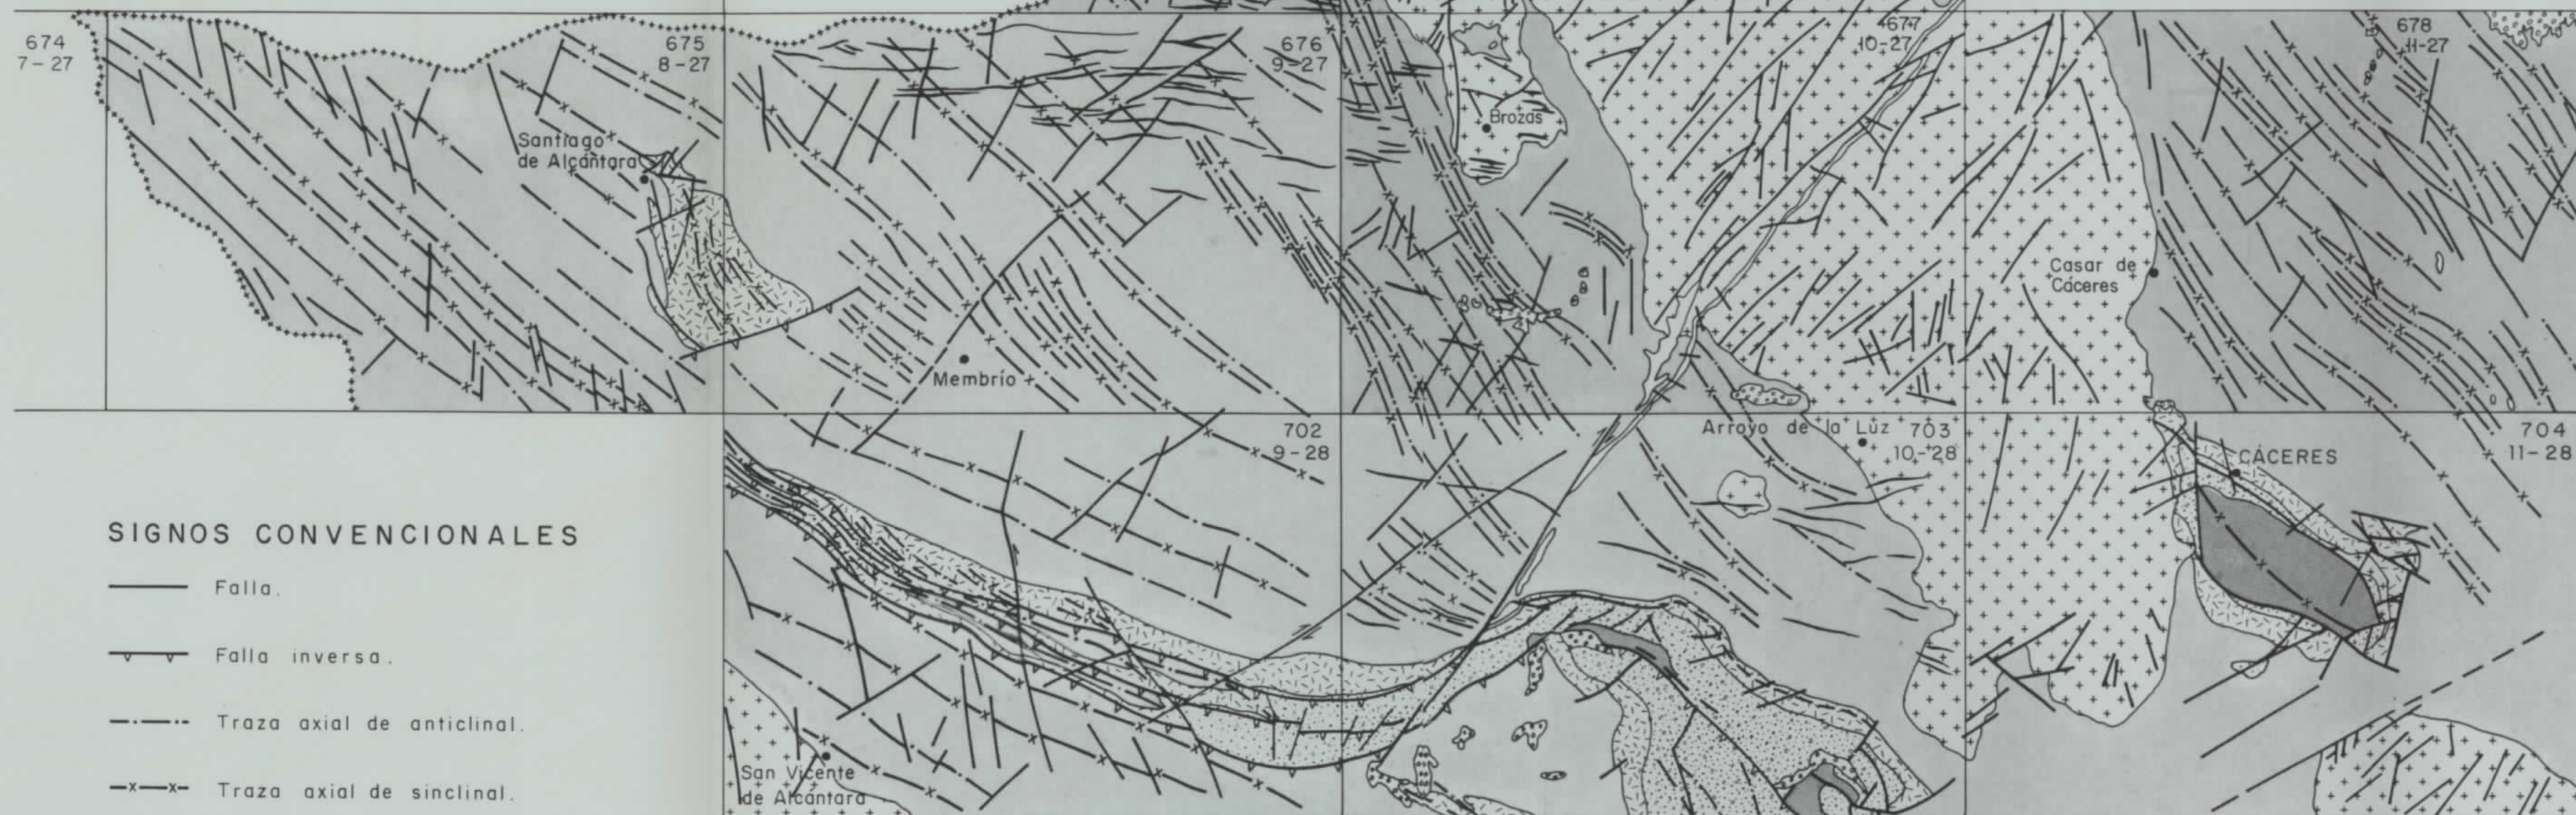 674
7-27
675
8-27
676
9-27
677
10-27
678
11-27
Santiago
de Alcántara
Brozas
Casar de
Cáceres
Membrío
Arroyo de la Luz
702
9-28
703
10-28
704
11-28
CÁCERES
San Vicente
de Alcántara
SIGNOS CONVENCIONALES
Falla.
Falla inversa.
Traza axial de anticlinal.
Traza axial de sinclinal.